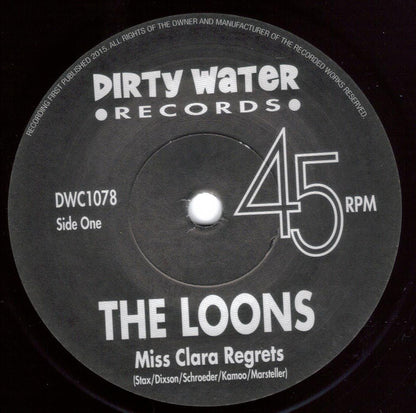 RECORDING FIRST PUBLISHED 2015. ALL RIGHTS OF THE OWNER AND MANUFACTURER OF THE RECORDED WORKS RESERVED.
DIRTY WATER
• RECORDS •
45 RPM
DWC1078
Side One
THE LOONS
Miss Clara Regrets
(Stax/Dixson/Schroeder/Kamoo/Marsteller)